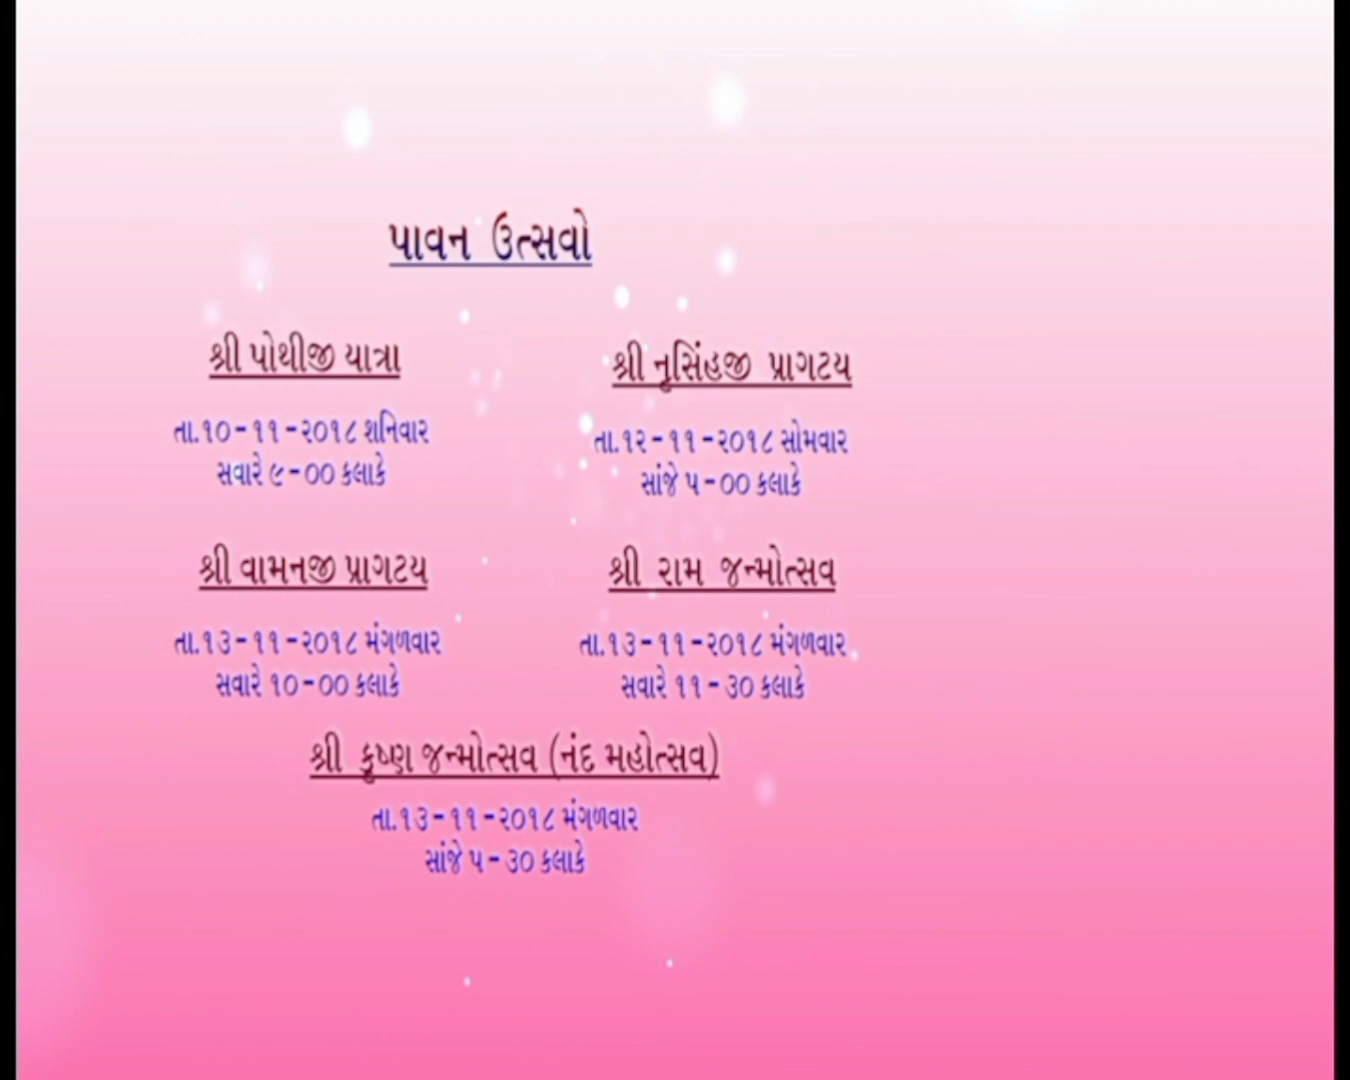 પાવન ઉત્સવો
શ્રી પોથીજી યાત્રા
તા.૧૦-૧૧-૨૦૧૮ શનિવાર
સવારે ૯-૦૦ કલાકે
શ્રી નૃસિંહજી પ્રાગટય
તા.૧૨-૧૧-૨૦૧૮ સોમવાર
સાંજે ૫-૦૦ કલાકે
શ્રી વામનજી પ્રાગટય
તા.૧૩-૧૧-૨૦૧૮ મંગળવાર
સવારે ૧૦-૦૦ કલાકે
શ્રી રામ જન્મોત્સવ
તા.૧૩-૧૧-૨૦૧૮ મંગળવાર
સવારે ૧૧-૩૦ કલાકે
શ્રી કૃષ્ણ જન્મોત્સવ (નંદ મહોત્સવ)
તા.૧૩-૧૧-૨૦૧૮ મંગળવાર
સાંજે ૫-૩૦ કલાકે